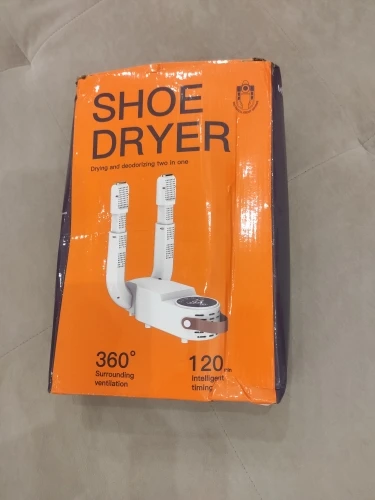 SHOE
DRYER
Drying and deodorizing two in one
360°
Surrounding
ventilation
120
Intelligent
timing